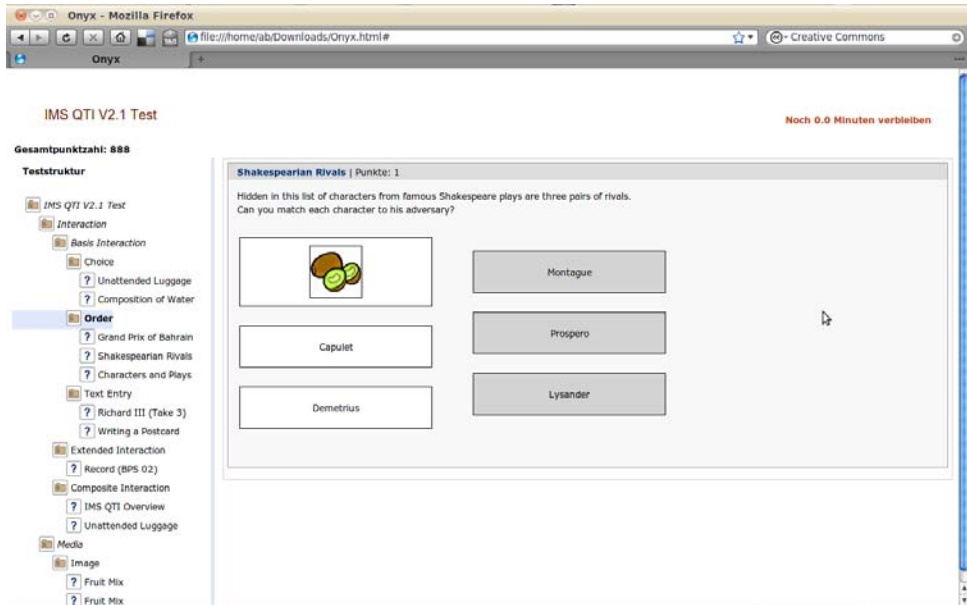 Onyx - Mozilla Firefox
file:///home/ab/Downloads/Onyx.html#
Creative Commons
Onyx
IMS QTI V2.1 Test
Noch 0.0 Minuten verbleiben
Gesamtpunktzahl: 888
Teststruktur
IMS QTI V2.1 Test
Interaction
Basis Interaction
Choice
? Unattended Luggage
? Composition of Water
Order
? Grand Prix of Bahrain
? Shakespearian Rivals
? Characters and Plays
Text Entry
? Richard III (Take 3)
? Writing a Postcard
Extended Interaction
? Record (BPS 02)
Composite Interaction
? IMS QTI Overview
? Unattended Luggage
Media
Image
? Fruit Mix
? Fruit Mix
Shakespearian Rivals | Punkte: 1
Hidden in this list of characters from famous Shakespeare plays are three pairs of rivals.
Can you match each character to his adversary?
Capulet
Demetrius
Montague
Prospero
Lysander